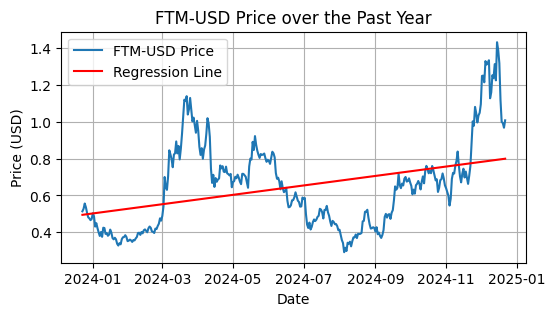 FTM-USD Price over the Past Year
FTM-USD Price
Regression Line
Price (USD)
1.4
1.2
1.0
0.8
0.6
0.4
2024-01
2024-03
2024-05
2024-07
2024-09
2024-11
2025-01
Date